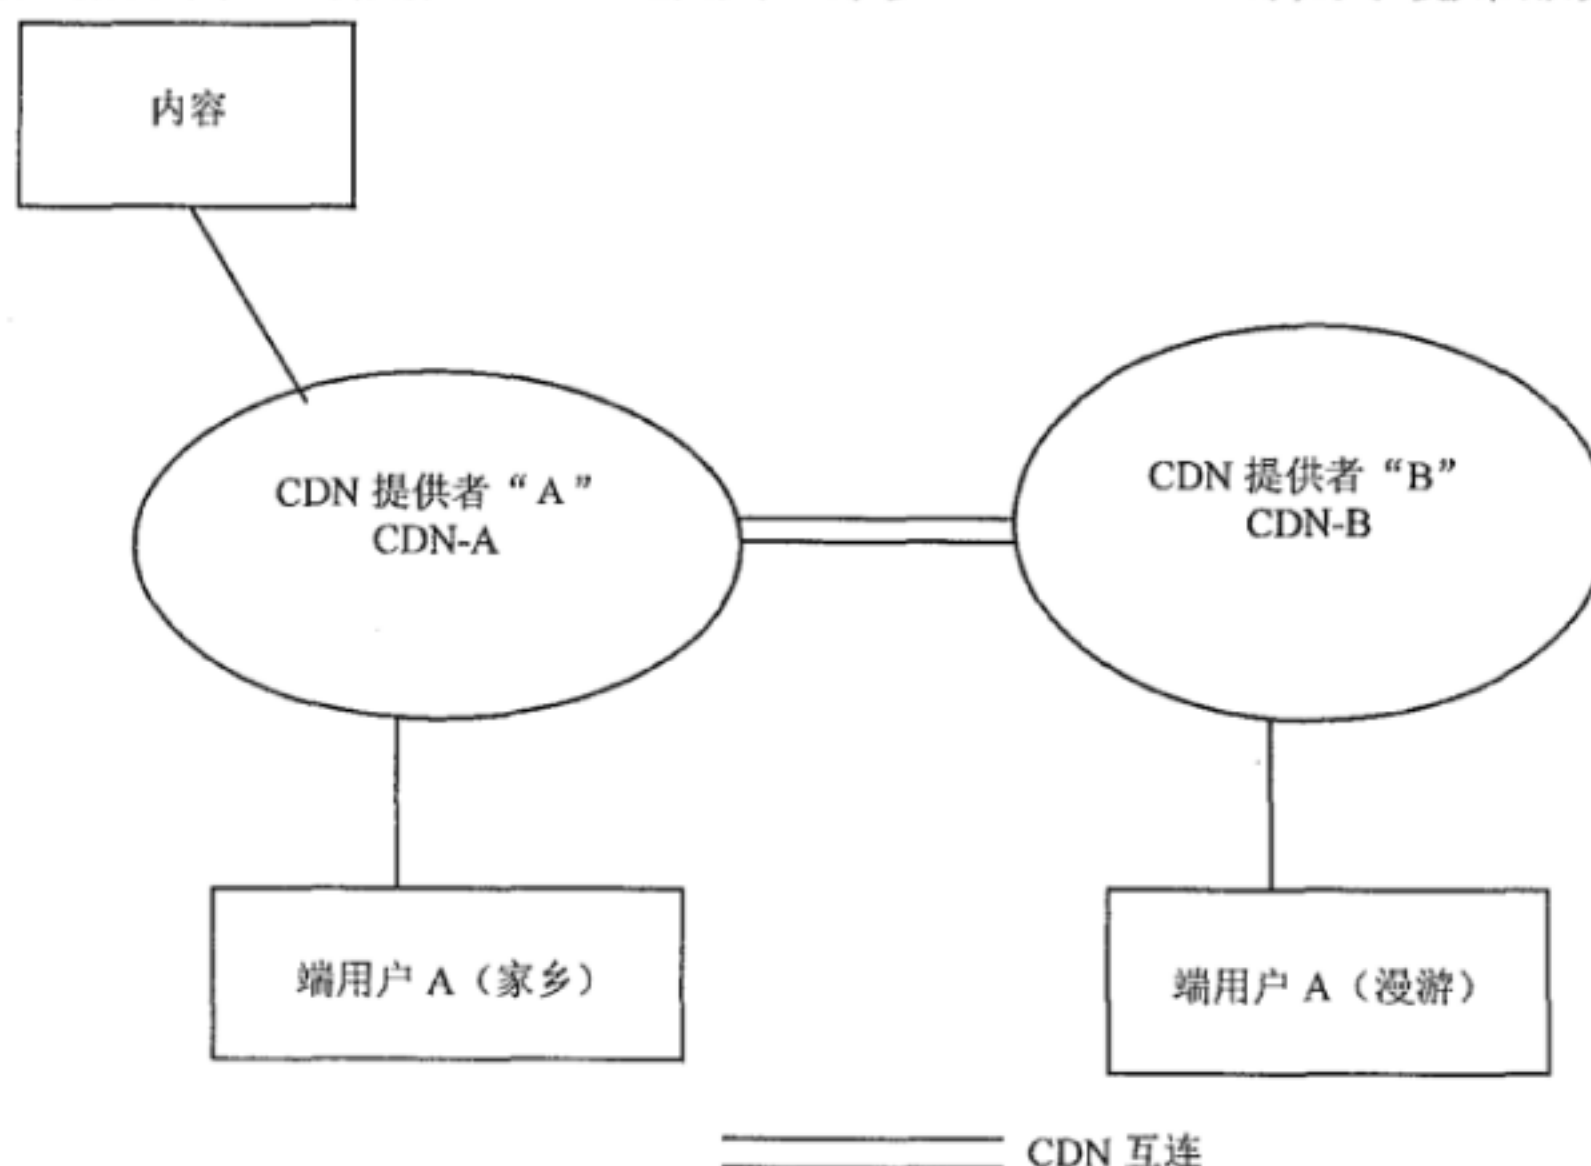 内容
CDN 提供者“A”
CDN-A
CDN 提供者“B”
CDN-B
端用户 A（家乡）
端用户 A（漫游）
CDN 互连